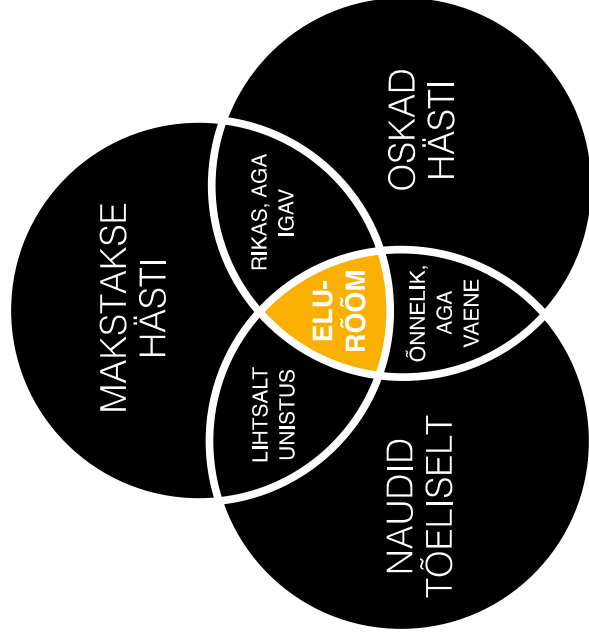 MAKSTAKSE
HÄSTI
LIHTSALT
UNISTUS
RIKAS, AGA
IGAV
ELU-
RÕÕM
NAUDID
TÕELISELT
ÕNNELIK,
AGA
VAENE
OSKAD
HÄSTI